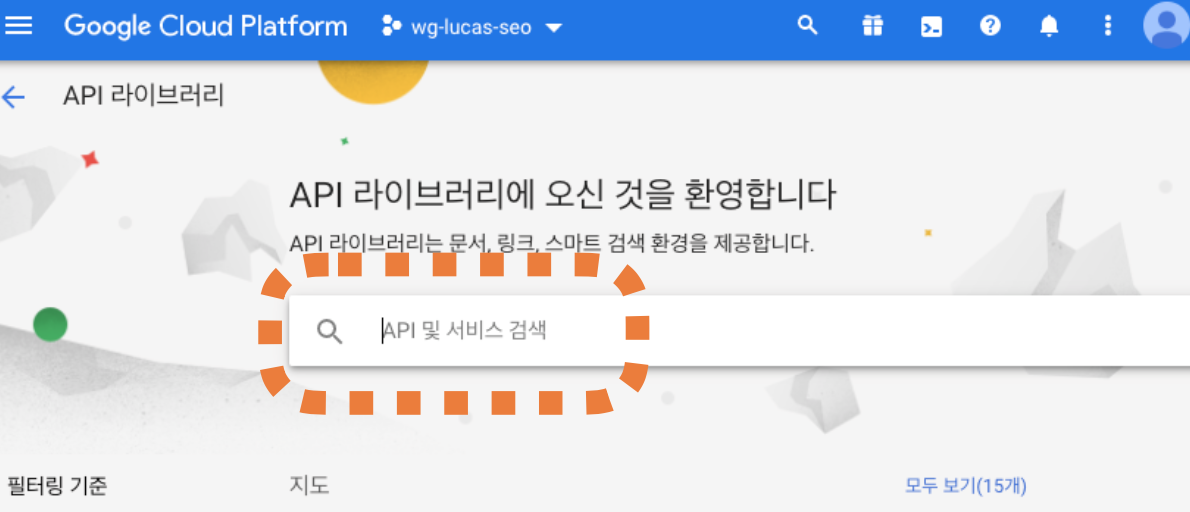 Google Cloud Platform wg-lucas-seo
API 라이브러리
API 라이브러리에 오신 것을 환영합니다
API 라이브러리는 문서, 링크, 스마트 검색 환경을 제공합니다.
API 및 서비스 검색
필터링 기준 지도 모두 보기(15개)